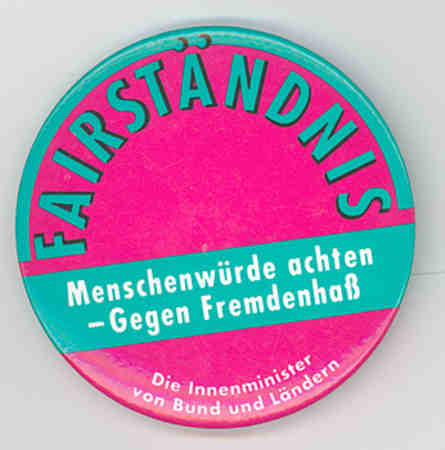 FAIRSTÄNDNIS
Menschenwürde achten
–Gegen Fremdenhaß
Die Innenminister
von Bund und Ländern